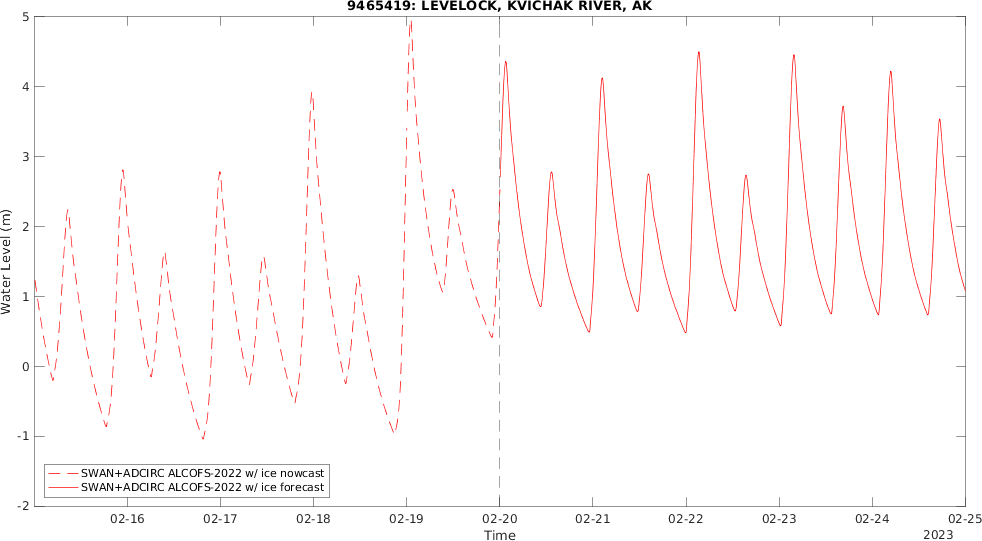 9465419: LEVELOCK, KVICHAK RIVER, AK
5
4
3
2
1
0
-1
-2
Water Level (m)
SWAN+ADCIRC ALCOFS-2022 w/ ice nowcast
SWAN+ADCIRC ALCOFS-2022 w/ ice forecast
02-16 02-17 02-18 02-19 02-20 02-21 02-22 02-23 02-24 02-25
Time
2023